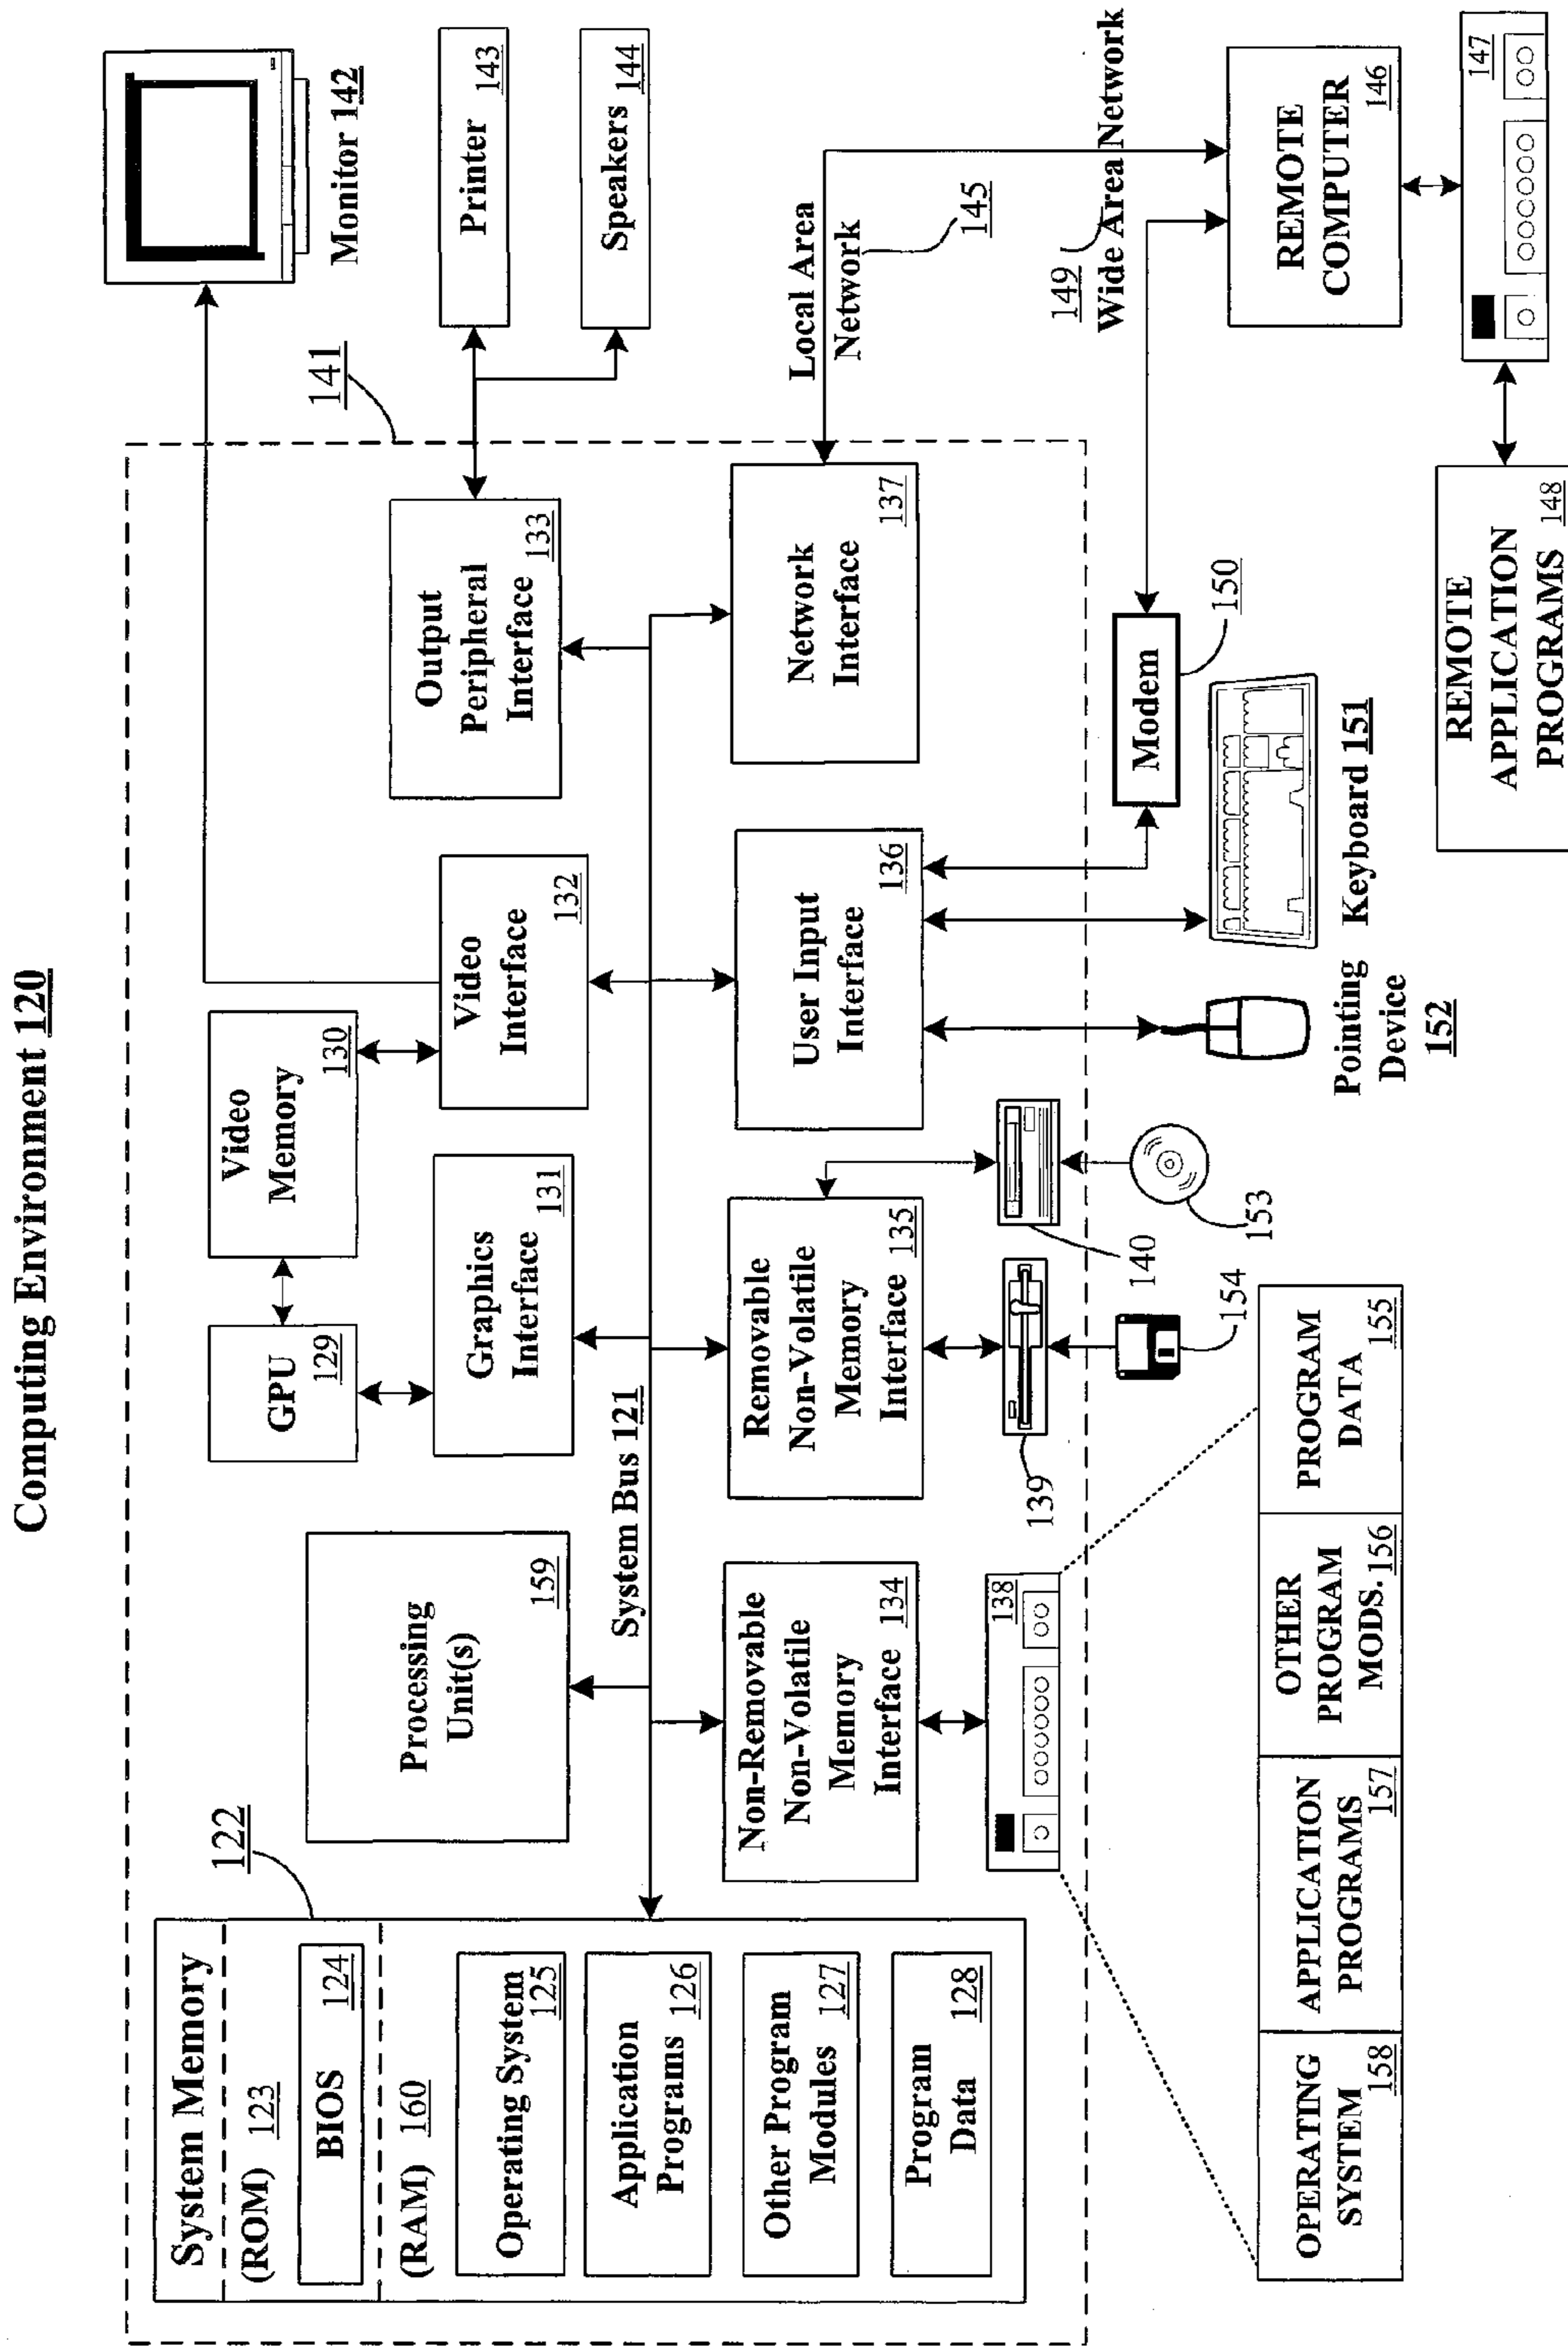 Computing Environment 120
System Memory
(ROM) 123
BIOS
124
(RAM) 160
Operating System
125
Application
Programs 126
Other Program
Modules 127
Program
Data 128
122
Processing
Unit(s)
159
System Bus 121
GPU
129
Video
Memory
130
Graphics
Interface
131
Video
Interface
132
Output
Peripheral
Interface 133
141
Monitor 142
Printer 143
Speakers 144
Non-Removable
Non-Volatile
Memory
Interface 134
Removable
Non-Volatile
Memory
Interface 135
User Input
Interface
136
Network
Interface
137
Local Area
Network
145
138
139
140
154
153
Modem
150
149
Wide Area Network
Pointing
Device
152
Keyboard 151
REMOTE
COMPUTER
146
147
REMOTE
APPLICATION
PROGRAMS 148
OPERATING
SYSTEM 158
APPLICATION
PROGRAMS
157
OTHER
PROGRAM
MODS. 156
PROGRAM
DATA
155